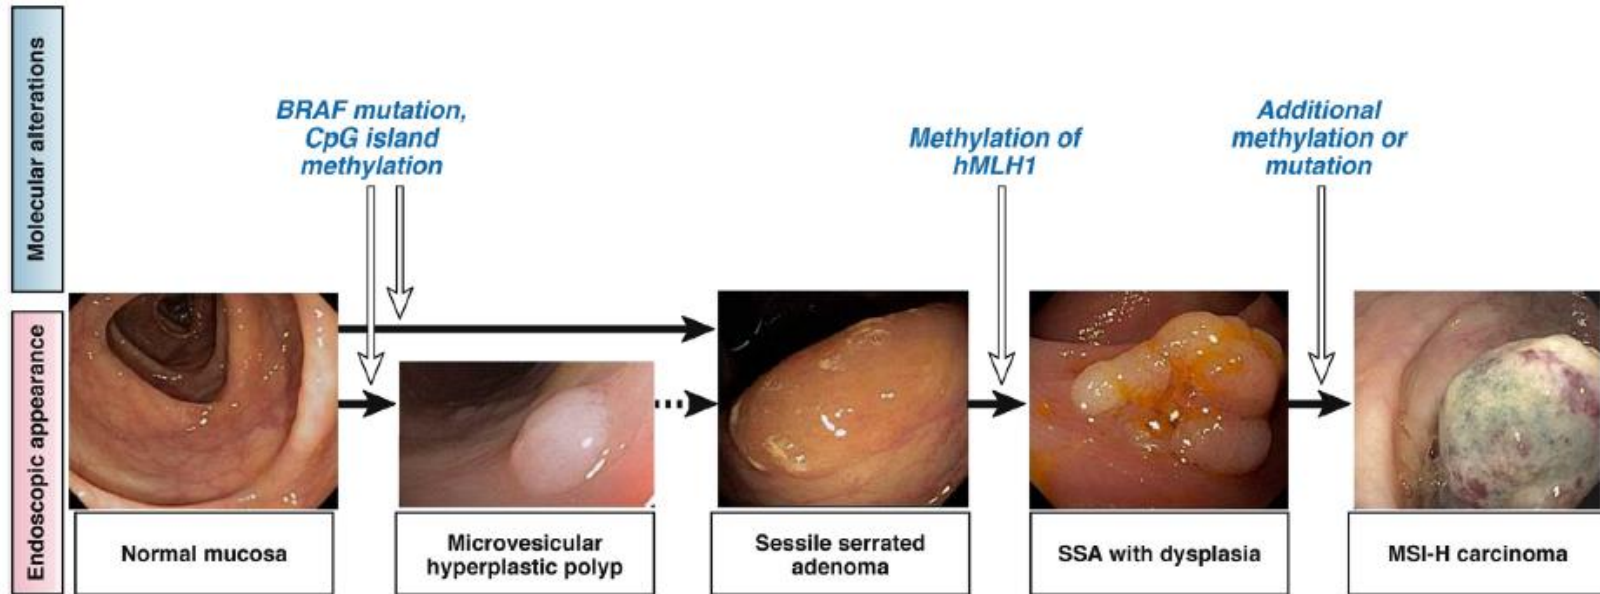 Molecular alterations
BRAF mutation,
CpG island
methylation
Methylation of
hMLH1
Additional
methylation or
mutation
Endoscopic appearance
Normal mucosa
Microvesicular
hyperplastic polyp
Sessile serrated
adenoma
SSA with dysplasia
MSI-H carcinoma